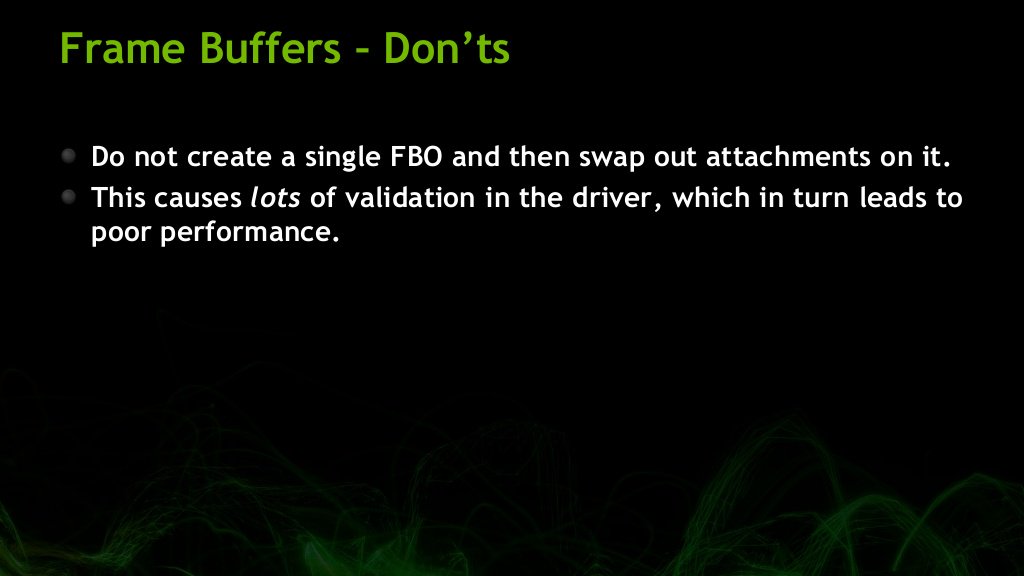 Frame Buffers – Don’ts
Do not create a single FBO and then swap out attachments on it.
This causes lots of validation in the driver, which in turn leads to
poor performance.